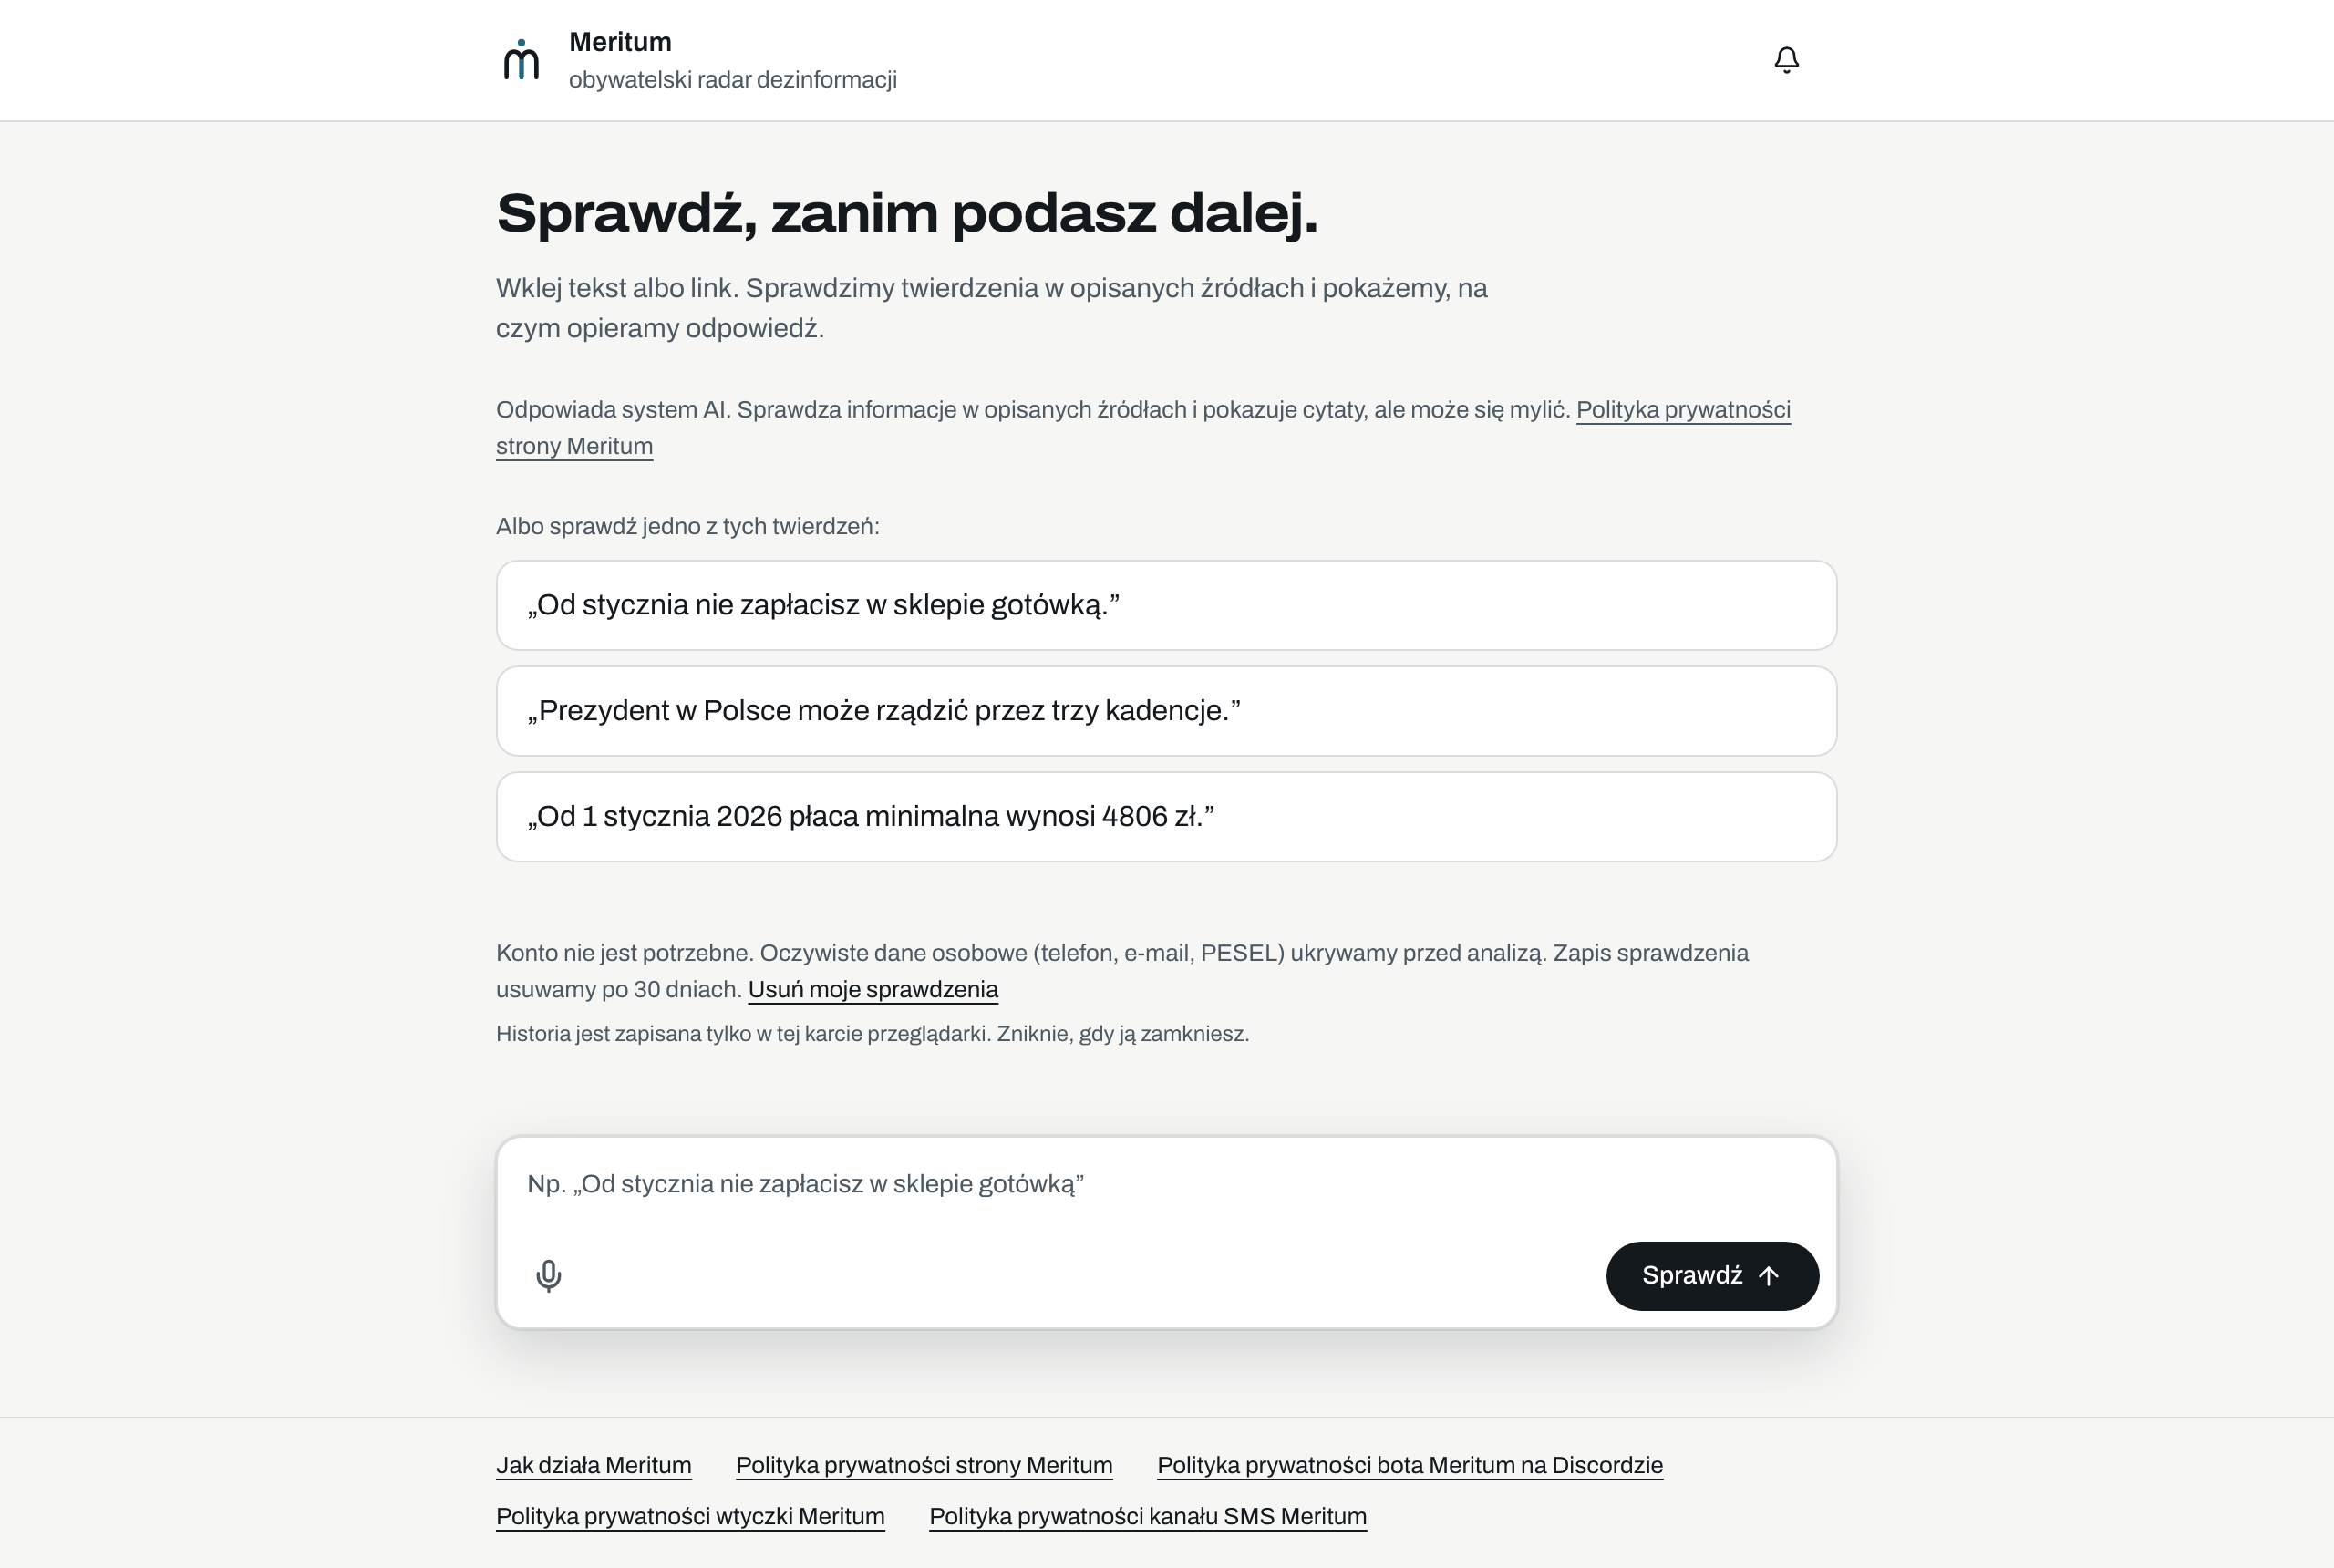 Meritum
obywatelski radar dezinformacji
Sprawdź, zanim podasz dalej.
Wklej tekst albo link. Sprawdzimy twierdzenia w opisanych źródłach i pokażemy, na
czym opieramy odpowiedź.
Odpowiada system AI. Sprawdza informacje w opisanych źródłach i pokazuje cytaty, ale może się mylić. Polityka prywatności
strony Meritum
Albo sprawdź jedno z tych twierdzeń:
„Od stycznia nie zapłacisz w sklepie gotówką.”
„Prezydent w Polsce może rządzić przez trzy kadencje.”
„Od 1 stycznia 2026 płaca minimalna wynosi 4806 zł.”
Konto nie jest potrzebne. Oczywiste dane osobowe (telefon, e-mail, PESEL) ukrywamy przed analizą. Zapis sprawdzenia
usuwamy po 30 dniach. Usuń moje sprawdzenia
Historia jest zapisana tylko w tej karcie przeglądarki. Zniknie, gdy ją zamkniesz.
Np. „Od stycznia nie zapłacisz w sklepie gotówką”
Sprawdź
Jak działa Meritum Polityka prywatności strony Meritum Polityka prywatności bota Meritum na Discordzie
Polityka prywatności wtyczki Meritum Polityka prywatności kanału SMS Meritum